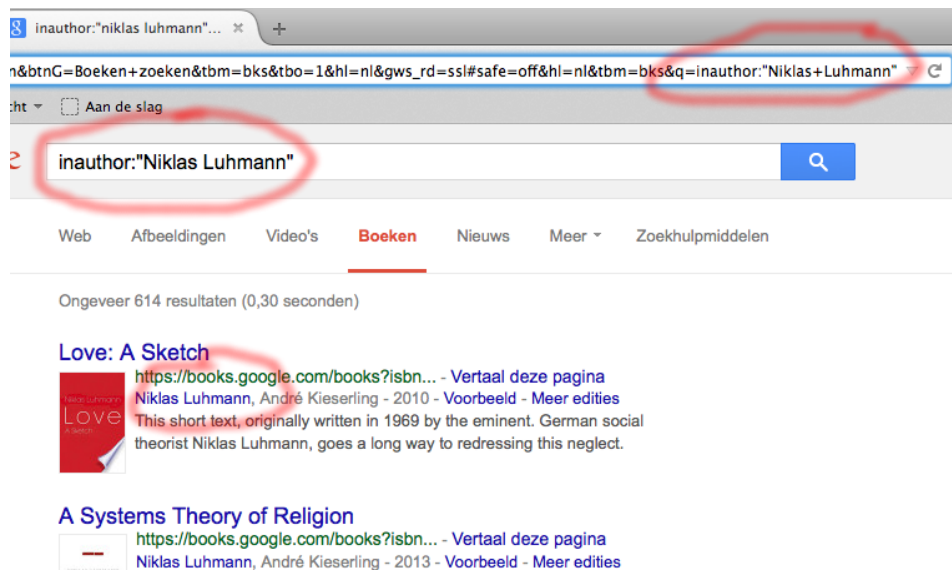 inauthor:"niklas luhmann"...
n&btnG=Boeken+zoeken&tbm=bks&tbo=1&hl=nl&gws_rd=ssl#safe=off&hl=nl&tbm=bks&q=inauthor:"Niklas+Luhmann"
cht Aan de slag
e inauthor:"Niklas Luhmann"
Web Afbeeldingen Video's Boeken Nieuws Meer Zoekhulpmiddelen
Ongeveer 614 resultaten (0,30 seconden)
Love: A Sketch
https://books.google.com/books?isbn... - Vertaal deze pagina
Niklas Luhmann, André Kieserling - 2010 - Voorbeeld - Meer edities
This short text, originally written in 1969 by the eminent. German social
theorist Niklas Luhmann, goes a long way to redressing this neglect.
Niklas Luhmann
Love
A Sketch
A Systems Theory of Religion
https://books.google.com/books?isbn... - Vertaal deze pagina
Niklas Luhmann, André Kieserling - 2013 - Voorbeeld - Meer edities